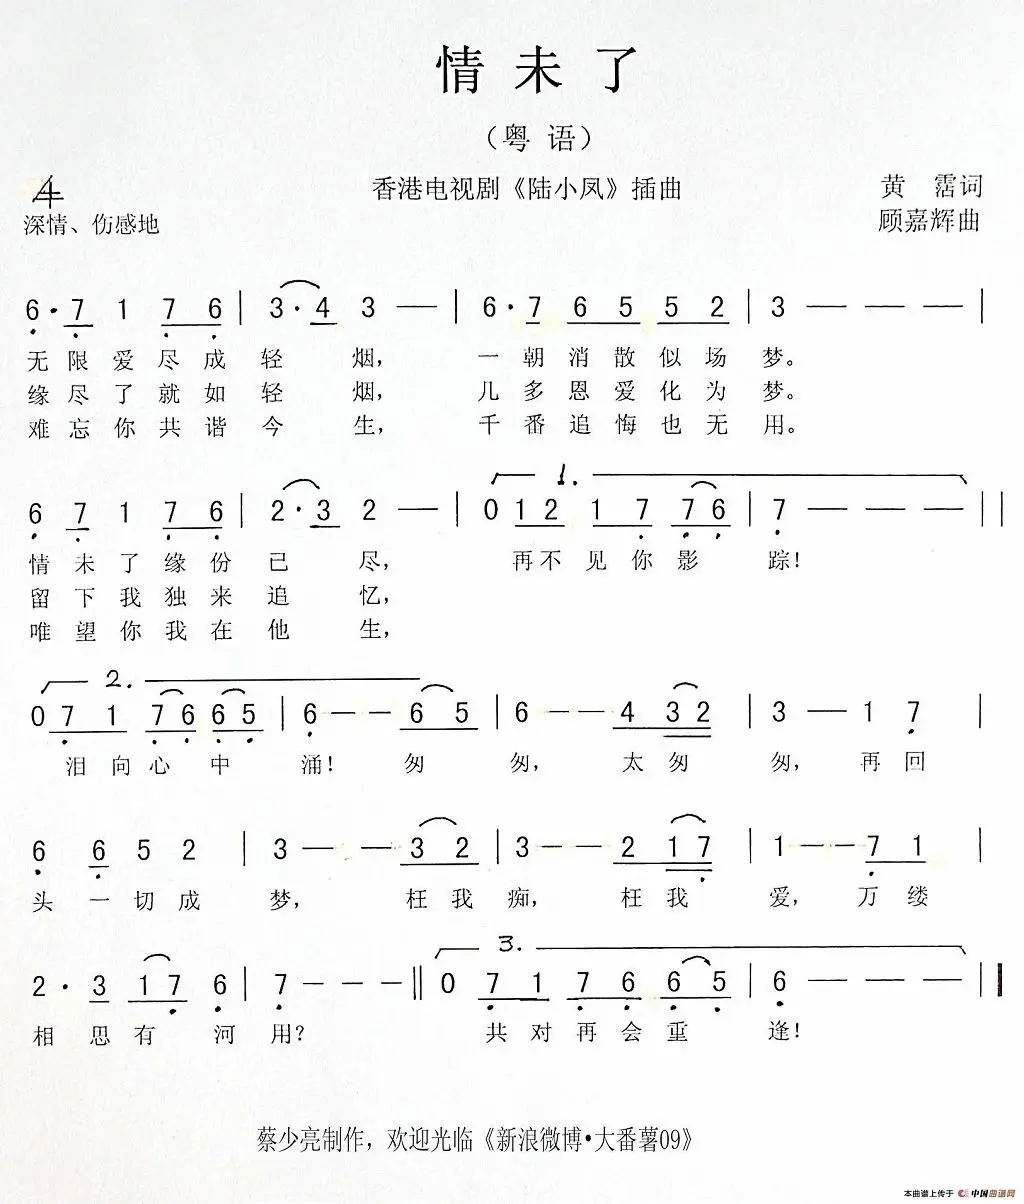 情未了
（粤 语）
4
4
香港电视剧《陆小凤》插曲
黄 霑词
深情、伤感地
顾嘉辉曲
6·7 1 7 6 | 3·4 3 — | 6·7 6 5 5 2 | 3 — — — |
无限爱尽成轻烟，一朝消散似场梦。
缘尽了就如轻烟，几多恩爱化为梦。
难忘你共谐今生，千番追悔也无用。
1.
6 7 1 7 6 | 2·3 2 — | 0 1 2 1 7 7 6 | 7 — — — ||
情未了缘份已尽，再不见你影踪！
留下我独来追忆，
唯望你我在他生，
2.
0 7 1 7 6 6 5 | 6 — — 6 5 | 6 — — 4 3 2 | 3 — 1 7 |
泪向心中涌！匆匆，太匆匆，再回
6 6 5 2 | 3 — — 3 2 | 3 — — 2 1 7 | 1 — — 7 1 |
头一切成梦，枉我痴，枉我爱，万缕
3.
2·3 1 7 6 | 7 — — — || 0 7 1 7 6 6 5 | 6 — — — |
相思有河用？共对再会重逢！
蔡少亮制作，欢迎光临《新浪微博·大番薯09》
本曲谱上传于 中国曲谱网